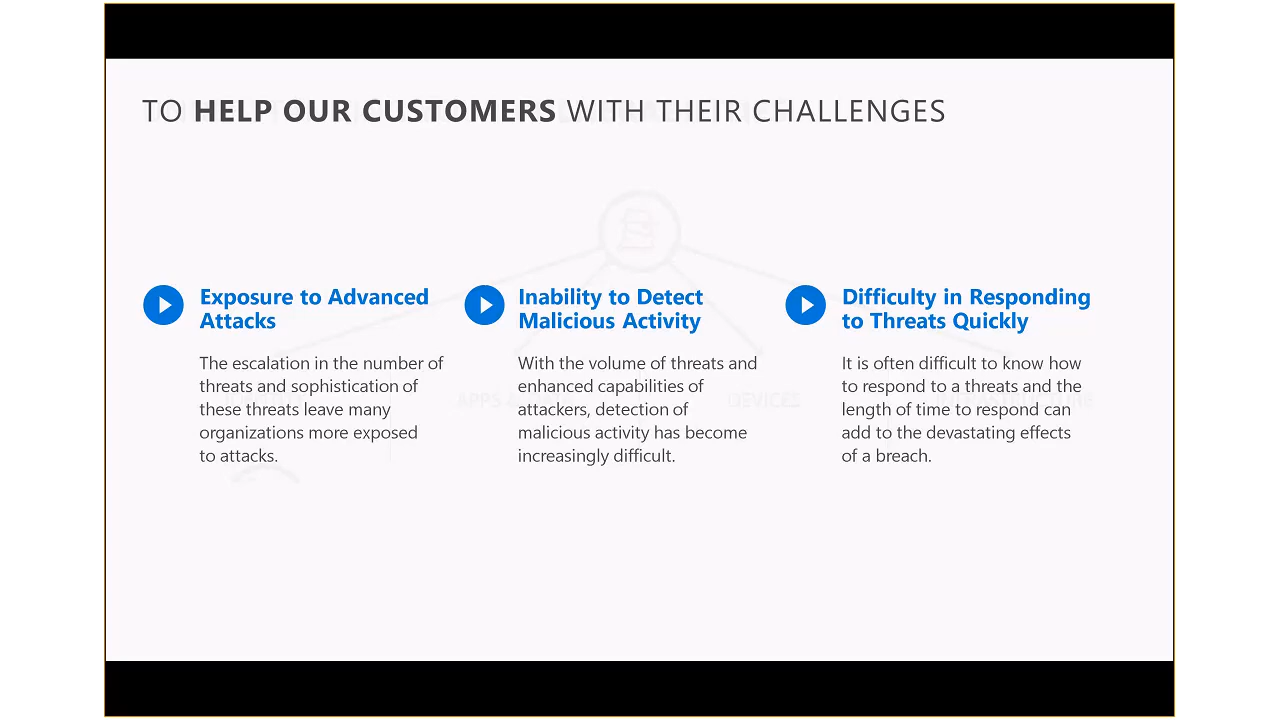 TO HELP OUR CUSTOMERS WITH THEIR CHALLENGES
Exposure to Advanced
Attacks
The escalation in the number of
threats and sophistication of
these threats leave many
organizations more exposed
to attacks.
Inability to Detect
Malicious Activity
With the volume of threats and
enhanced capabilities of
attackers, detection of
malicious activity has become
increasingly difficult.
Difficulty in Responding
to Threats Quickly
It is often difficult to know how
to respond to a threats and the
length of time to respond can
add to the devastating effects
of a breach.
DEVICES